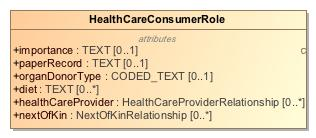 HealthCareConsumerRole
attributes
+importance : TEXT [0..1]
+paperRecord : TEXT [0..1]
+organDonorType : CODED_TEXT [0..1]
+diet : TEXT [0..*]
+healthCareProvider : HealthCareProviderRelationship [0..*]
+nextOfKin : NextOfKinRelationship [0..*]